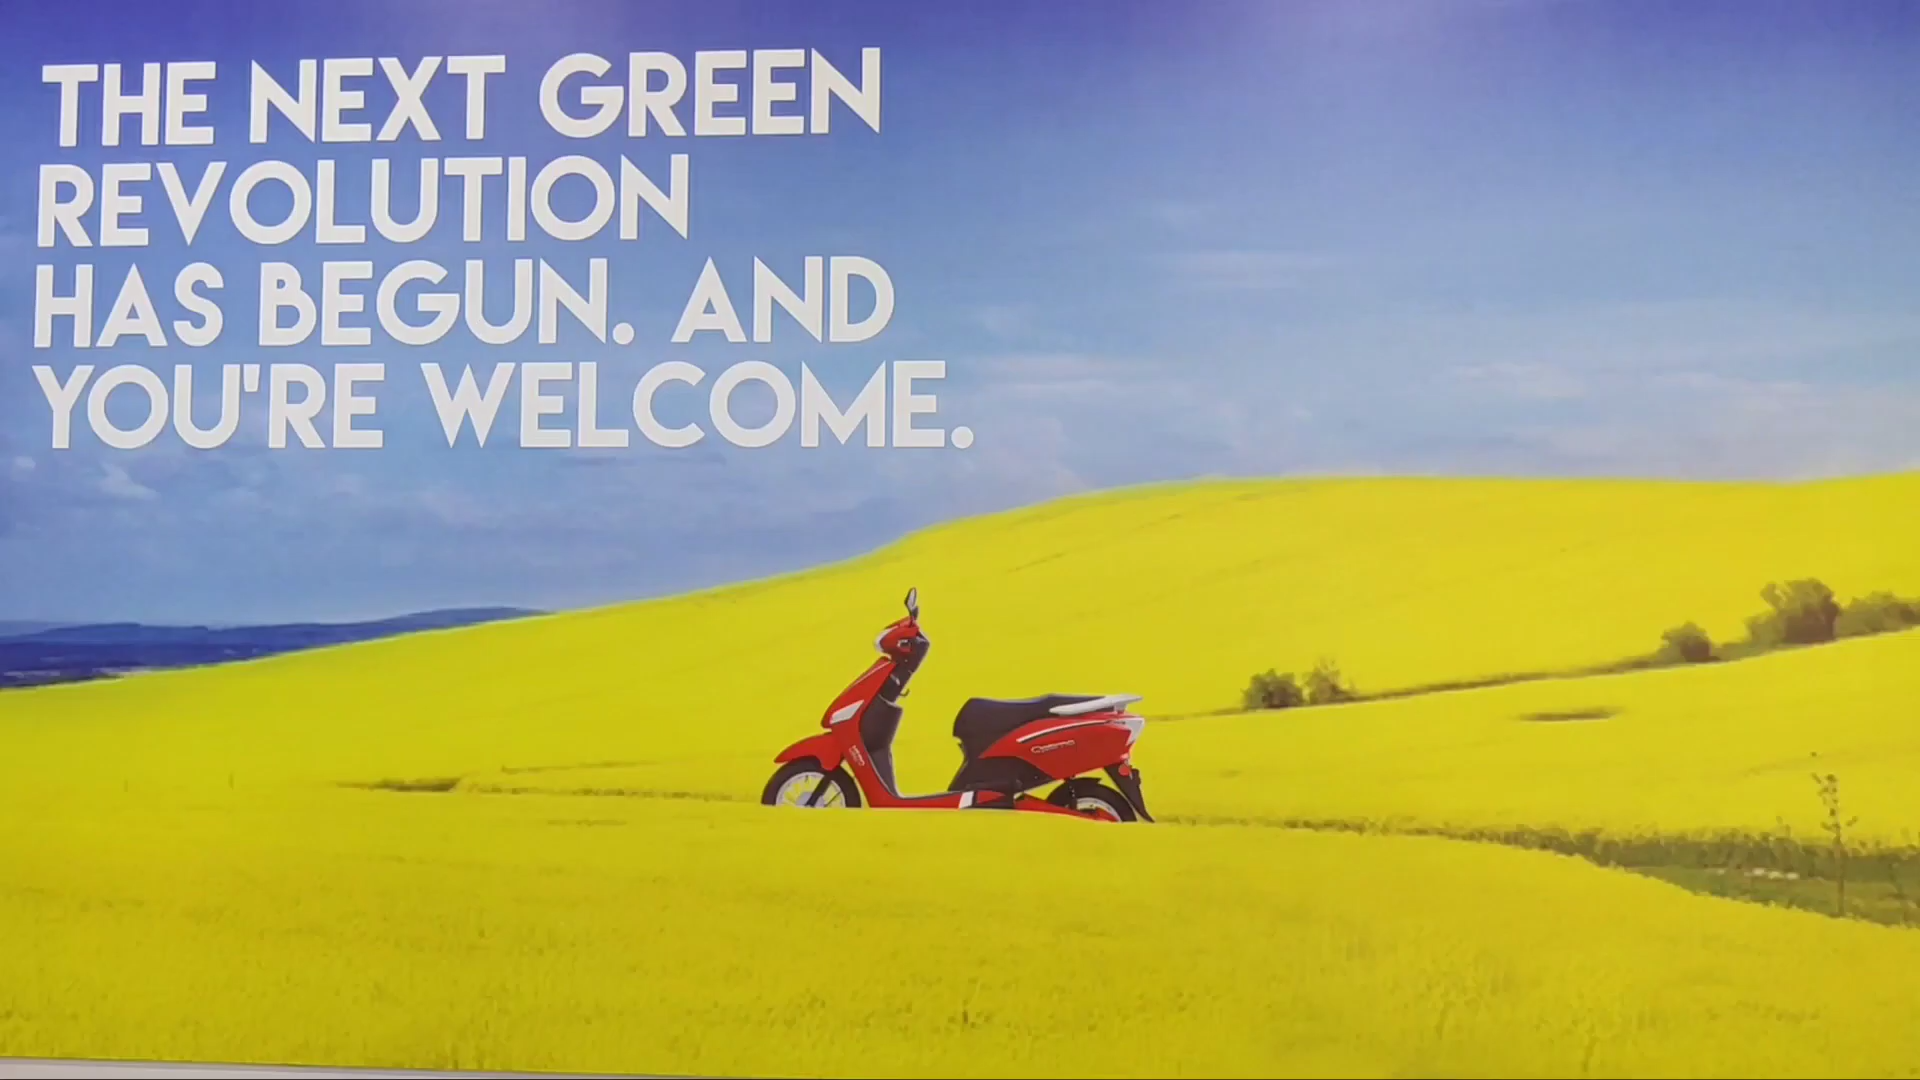 THE NEXT GREEN
REVOLUTION
HAS BEGUN. AND
YOU'RE WELCOME.